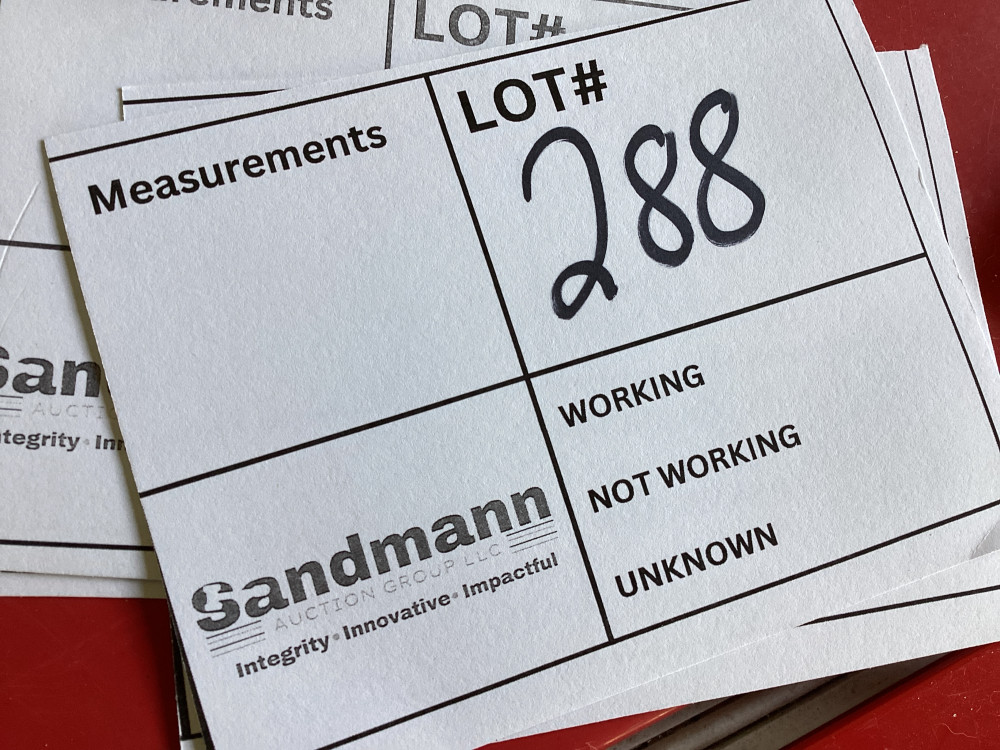 Measurements
LOT#
288
WORKING
NOT WORKING
UNKNOWN
Sandmann
AUCTION GROUP LLC
Integrity • Innovative • Impactful
LOT#